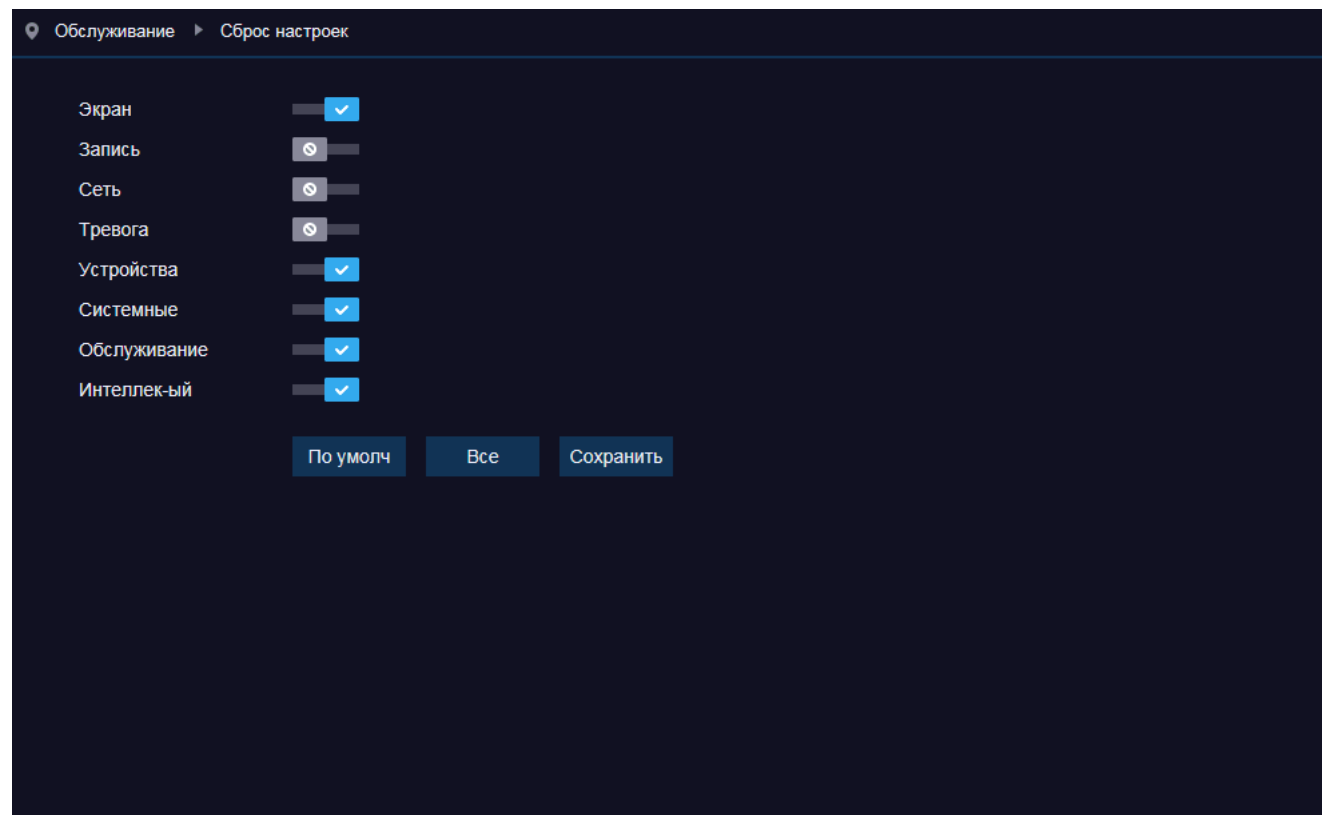 Обслуживание Сброс настроек
Экран
Запись
Сеть
Тревога
Устройства
Системные
Обслуживание
Интеллек-ый
По умолч Все Сохранить